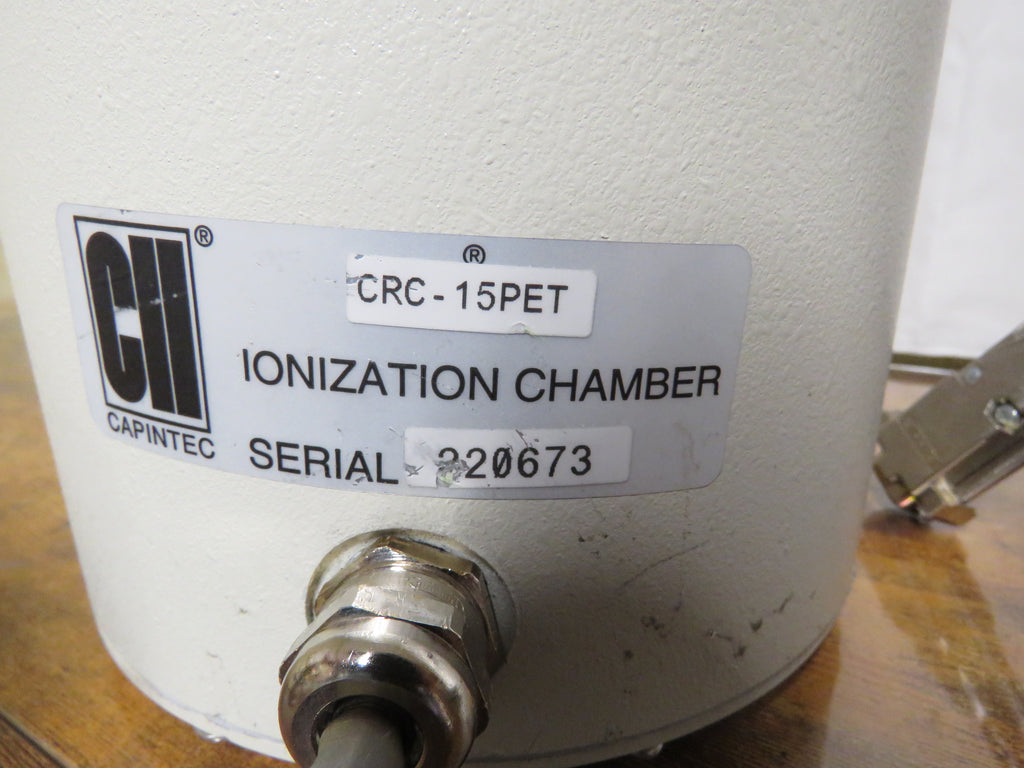 CII®
CAPINTEC
®
CRC-15PET
IONIZATION CHAMBER
SERIAL 220673